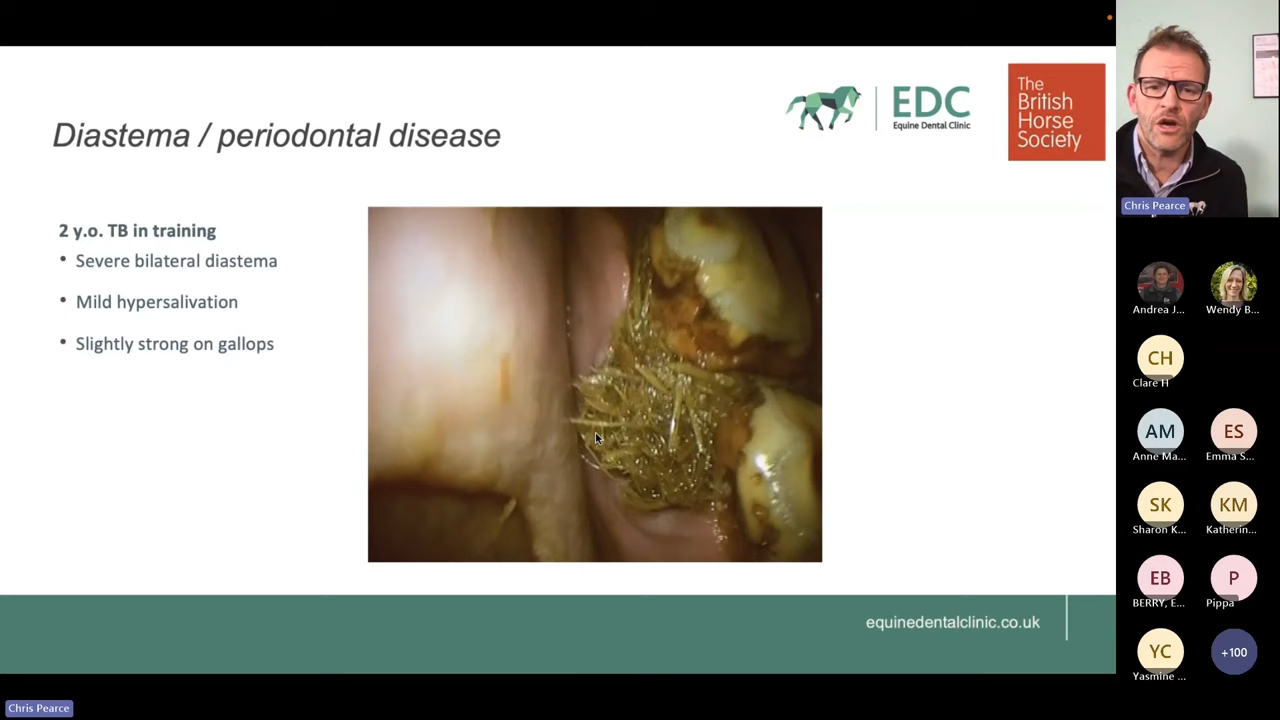 Diastema / periodontal disease
EDC
Equine Dental Clinic
The
British
Horse
Society
2 y.o. TB in training
• Severe bilateral diastema
• Mild hypersalivation
• Slightly strong on gallops
equinedentalclinic.co.uk
Chris Pearce
Andrea J...
Wendy B...
CH
Clare H
AM
Anne Ma...
ES
Emma S...
SK
Sharon K...
KM
Katherin...
EB
BERRY, E...
P
Pippa
YC
Yasmine ...
+100
Chris Pearce